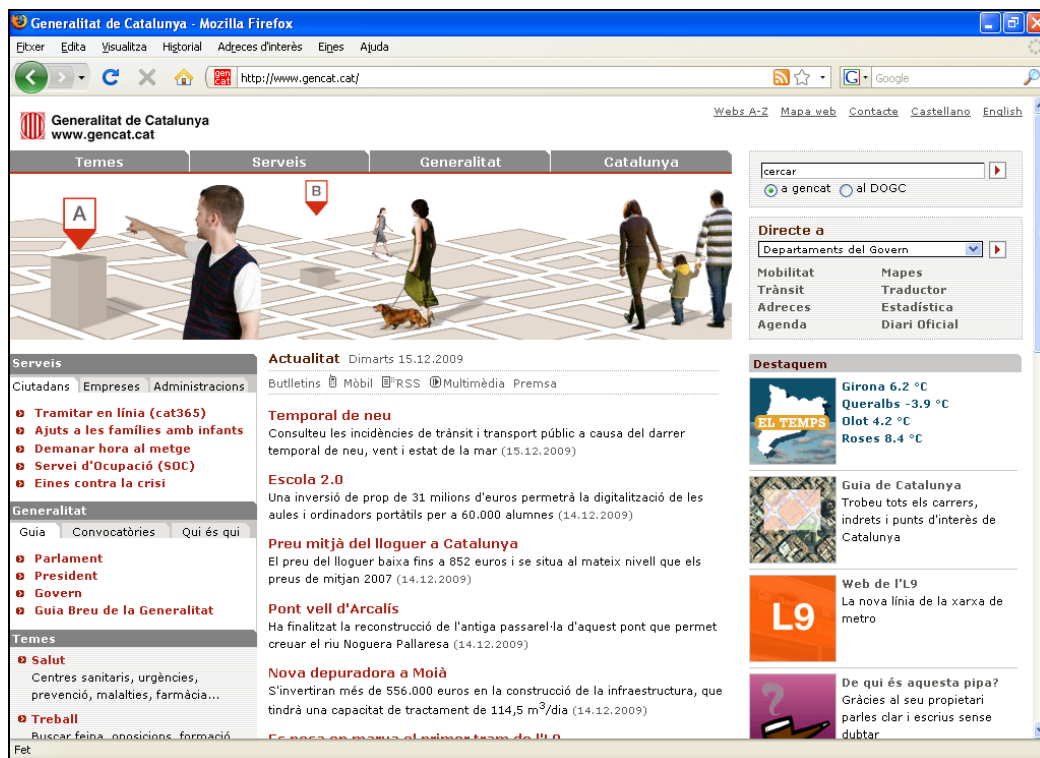 Generalitat de Catalunya - Mozilla Firefox
Fitxer Edita Visualitza Historial Adreces d'interès Eines Ajuda
gen cat http://www.gencat.cat/ G Google
Generalitat de Catalunya
www.gencat.cat
Webs A-Z Mapa web Contacte Castellano English
Temes Serveis Generalitat Catalunya
A
B
cercar
a gencat al DOGC
Directe a
Departaments del Govern
Mobilitat Mapes
Trànsit Traductor
Adreces Estadística
Agenda Diari Oficial
Serveis
Ciutadans Empreses Administracions
Tramitar en línia (cat365)
Ajuts a les famílies amb infants
Demanar hora al metge
Servei d'Ocupació (SOC)
Eines contra la crisi
Generalitat
Guia Convocatòries Qui és qui
Parlament
President
Govern
Guia Breu de la Generalitat
Temes
Salut
Centres sanitaris, urgències,
prevenció, malalties, farmàcia...
Treball
Buscar feina, oposicions, formació
Actualitat Dimarts 15.12.2009
Butlletins Mòbil RSS Multimèdia Premsa
Temporal de neu
Consulteu les incidències de trànsit i transport públic a causa del darrer
temporal de neu, vent i estat de la mar (15.12.2009)
Escola 2.0
Una inversió de prop de 31 milions d'euros permetrà la digitalització de les
aules i ordinadors portàtils per a 60.000 alumnes (14.12.2009)
Preu mitjà del lloguer a Catalunya
El preu del lloguer baixa fins a 852 euros i se situa al mateix nivell que els
preus de mitjan 2007 (14.12.2009)
Pont vell d'Arcalís
Ha finalitzat la reconstrucció de l'antiga passarel·la d'aquest pont que permet
creuar el riu Noguera Pallaresa (14.12.2009)
Nova depuradora a Moià
S'invertiran més de 556.000 euros en la construcció de la infraestructura, que
tindrà una capacitat de tractament de 114,5 m3/dia (14.12.2009)
Es posa en marxa el primer tram de l'L9
Destaquem
EL TEMPS
Girona 6.2 °C
Queralbs -3.9 °C
Olot 4.2 °C
Roses 8.4 °C
Guia de Catalunya
Trobeu tots els carrers,
indrets i punts d'interès de
Catalunya
L9
Web de l'L9
La nova línia de la xarxa de
metro
De qui és aquesta pipa?
Gràcies al seu propietari
parles clar i escrius sense
dubtar
Fet